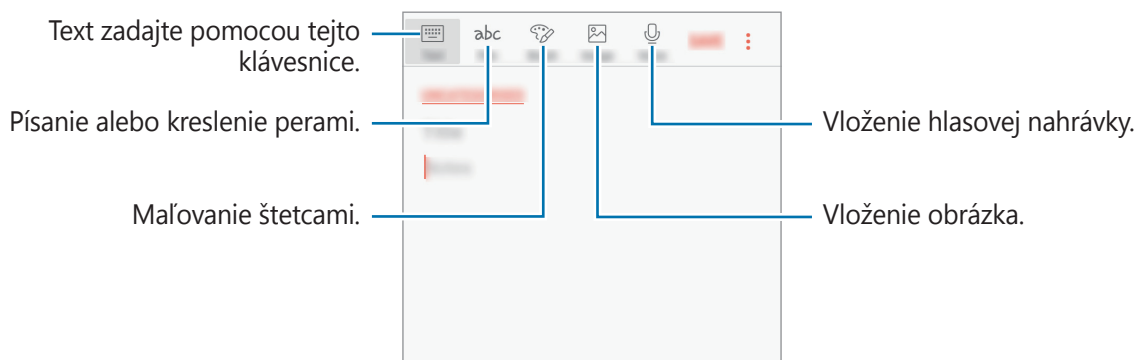 Text zadajte pomocou tejto
klávesnice.
abc
Písanie alebo kreslenie perami.
Vloženie hlasovej nahrávky.
Maľovanie štetcami.
Vloženie obrázka.